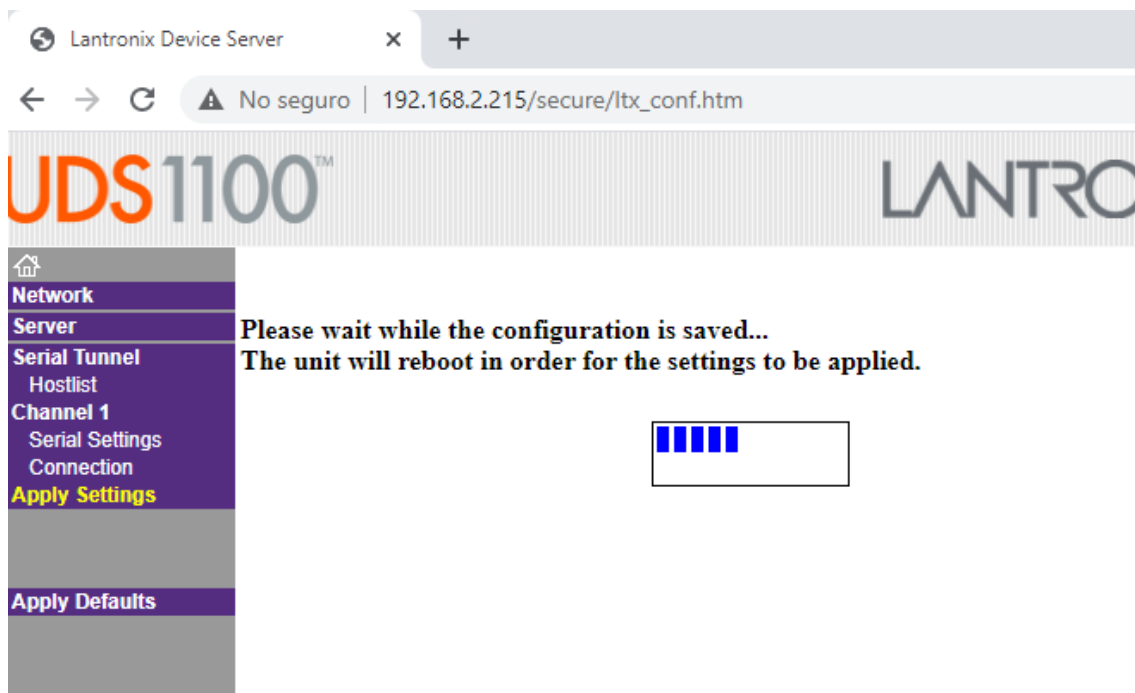 Lantronix Device Server
No seguro | 192.168.2.215/secure/ltx_conf.htm
UDS1100™
LANTRO
Network
Server
Serial Tunnel
Hostlist
Channel 1
Serial Settings
Connection
Apply Settings
Apply Defaults
Please wait while the configuration is saved...
The unit will reboot in order for the settings to be applied.